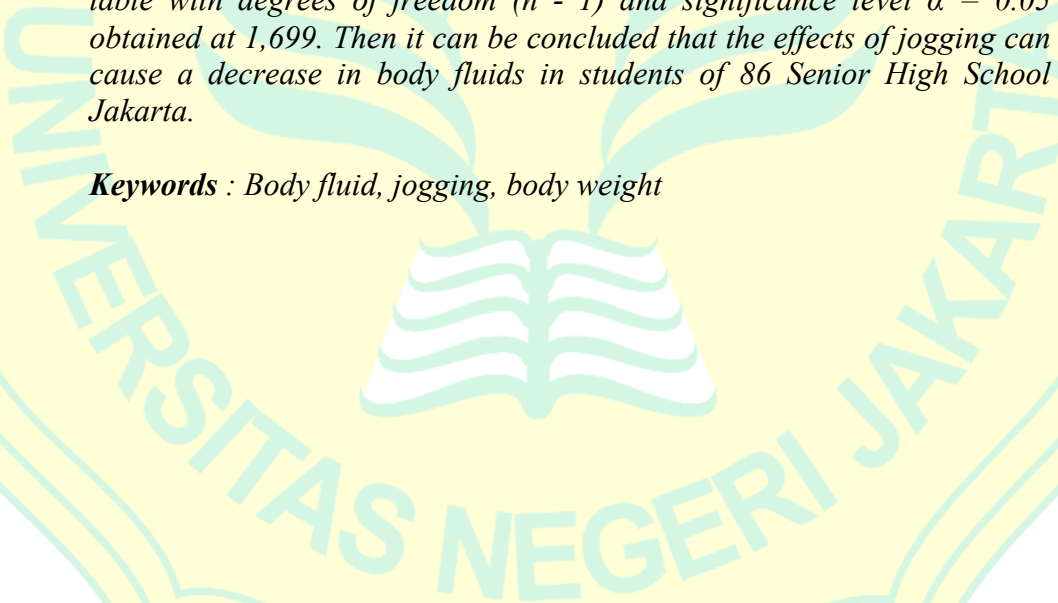 table with degrees of freedom (n - 1) and significance level α = 0.05
obtained at 1,699. Then it can be concluded that the effects of jogging can
cause a decrease in body fluids in students of 86 Senior High School
Jakarta.
Keywords : Body fluid, jogging, body weight
UNIVERSITAS NEGERI JAKART